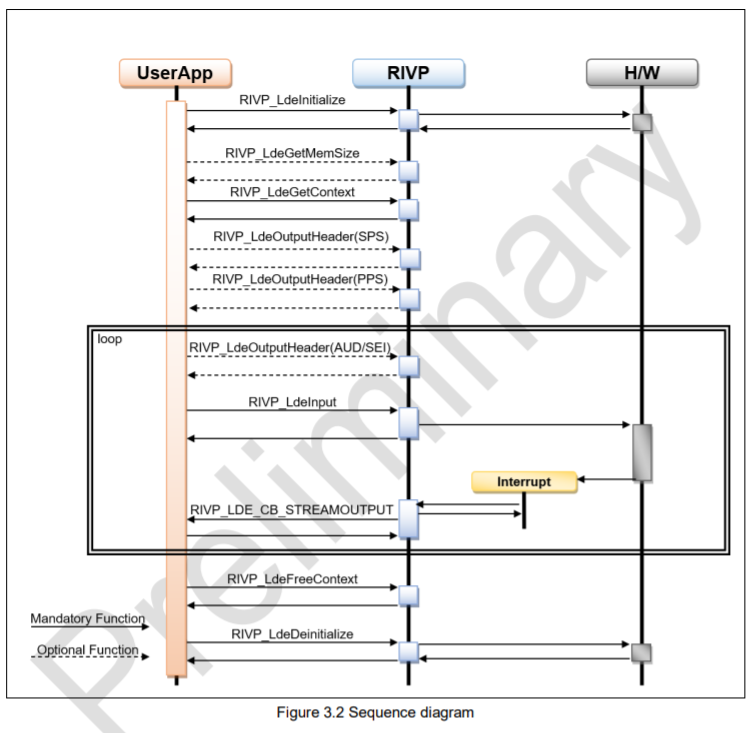 UserApp
RIVP
H/W
RIVP_LdeInitialize
RIVP_LdeGetMemSize
RIVP_LdeGetContext
RIVP_LdeOutputHeader(SPS)
RIVP_LdeOutputHeader(PPS)
loop
RIVP_LdeOutputHeader(AUD/SEI)
RIVP_LdeInput
Interrupt
RIVP_LDE_CB_STREAMOUTPUT
RIVP_LdeFreeContext
Mandatory Function
RIVP_LdeDeinitialize
Optional Function
Preliminary
Figure 3.2 Sequence diagram